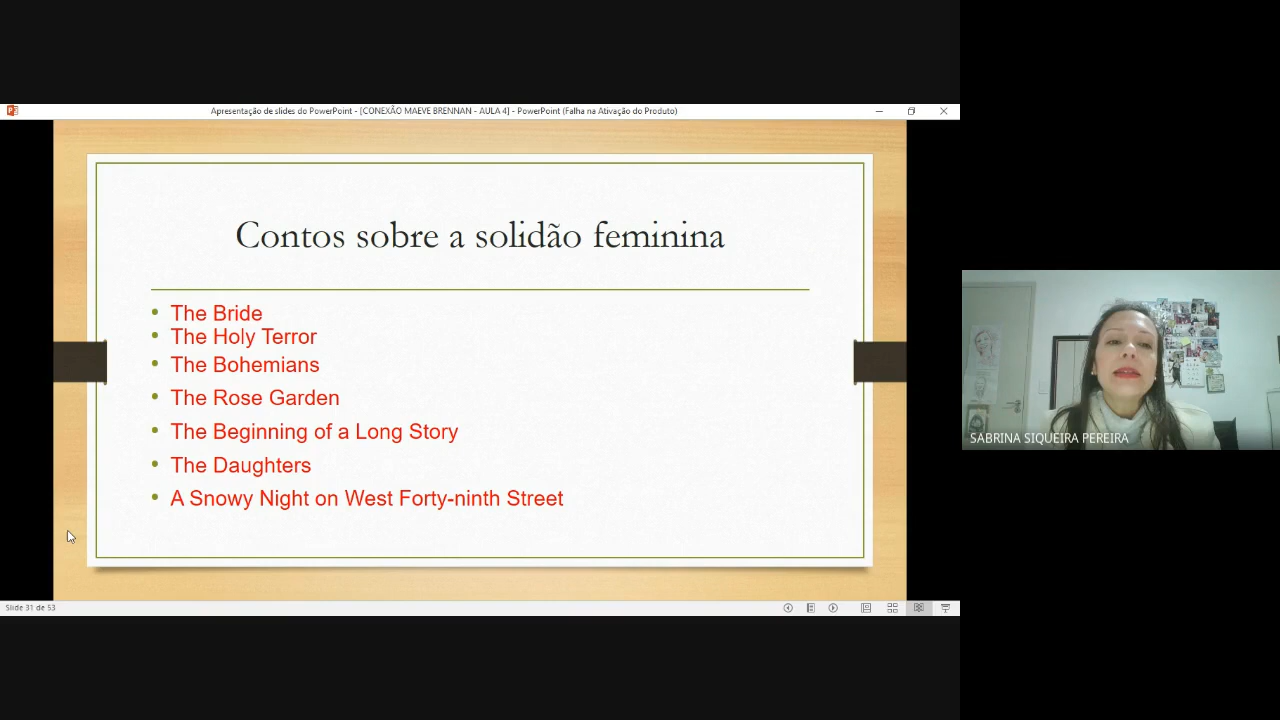 Apresentação de slides do PowerPoint - [CONEXÃO MAEVE BRENNAN - AULA 4] - PowerPoint (Falha na Ativação do Produto)
Contos sobre a solidão feminina
• The Bride
• The Holy Terror
• The Bohemians
• The Rose Garden
• The Beginning of a Long Story
• The Daughters
• A Snowy Night on West Forty-ninth Street
SABRINA SIQUEIRA PEREIRA
Slide 31 de 53